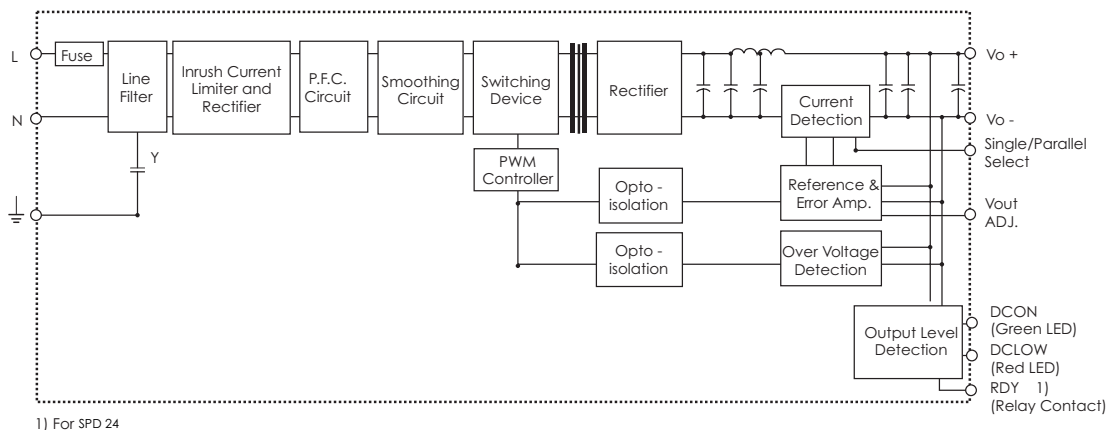 L
Fuse
Line
Filter
Inrush Current
Limiter and
Rectifier
P.F.C.
Circuit
Smoothing
Circuit
Switching
Device
Rectifier
Current
Detection
Vo +
N
Vo -
Y
PWM
Controller
Single/Parallel
Select
Opto -
isolation
Reference &
Error Amp.
Vout
ADJ.
Opto -
isolation
Over Voltage
Detection
Output Level
Detection
DCON
(Green LED)
DCLOW
(Red LED)
RDY 1)
(Relay Contact)
1) For SPD 24